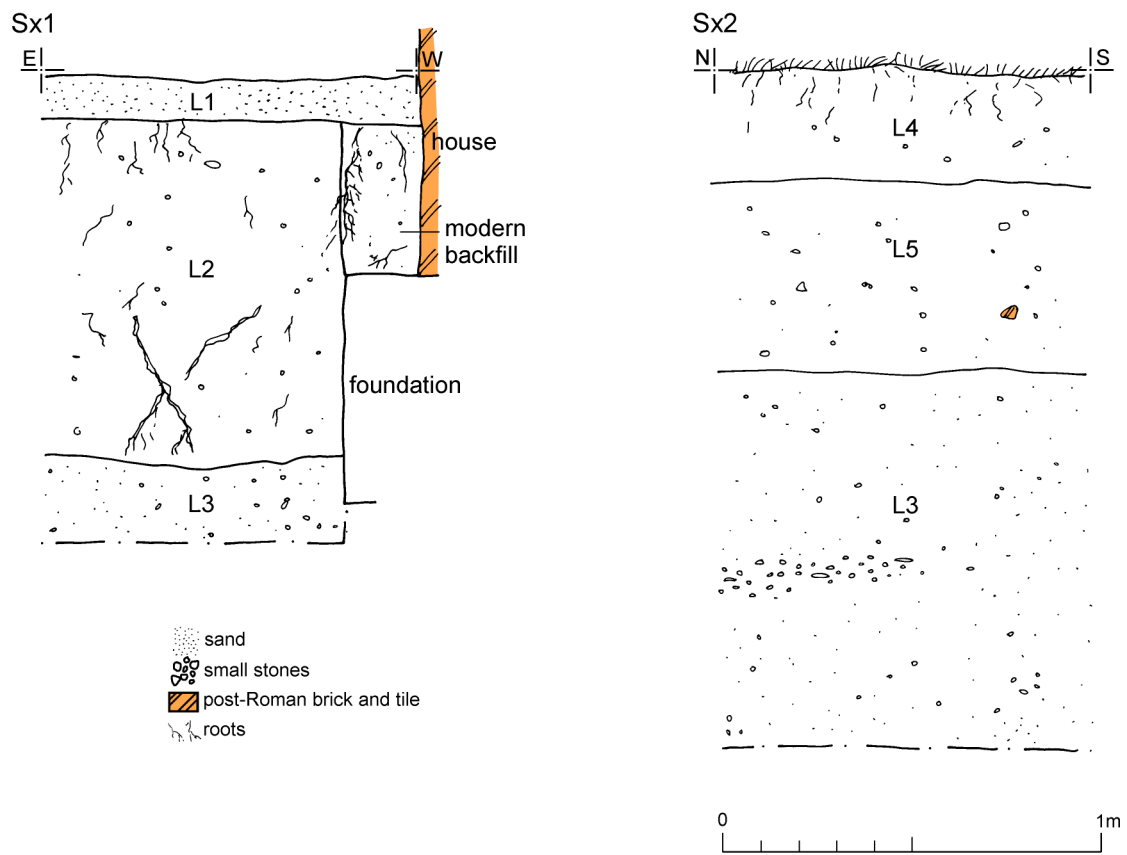 Sx1
E
W
L1
house
modern
backfill
L2
foundation
L3
sand
small stones
post-Roman brick and tile
roots
Sx2
N
S
L4
L5
L3
0
1m